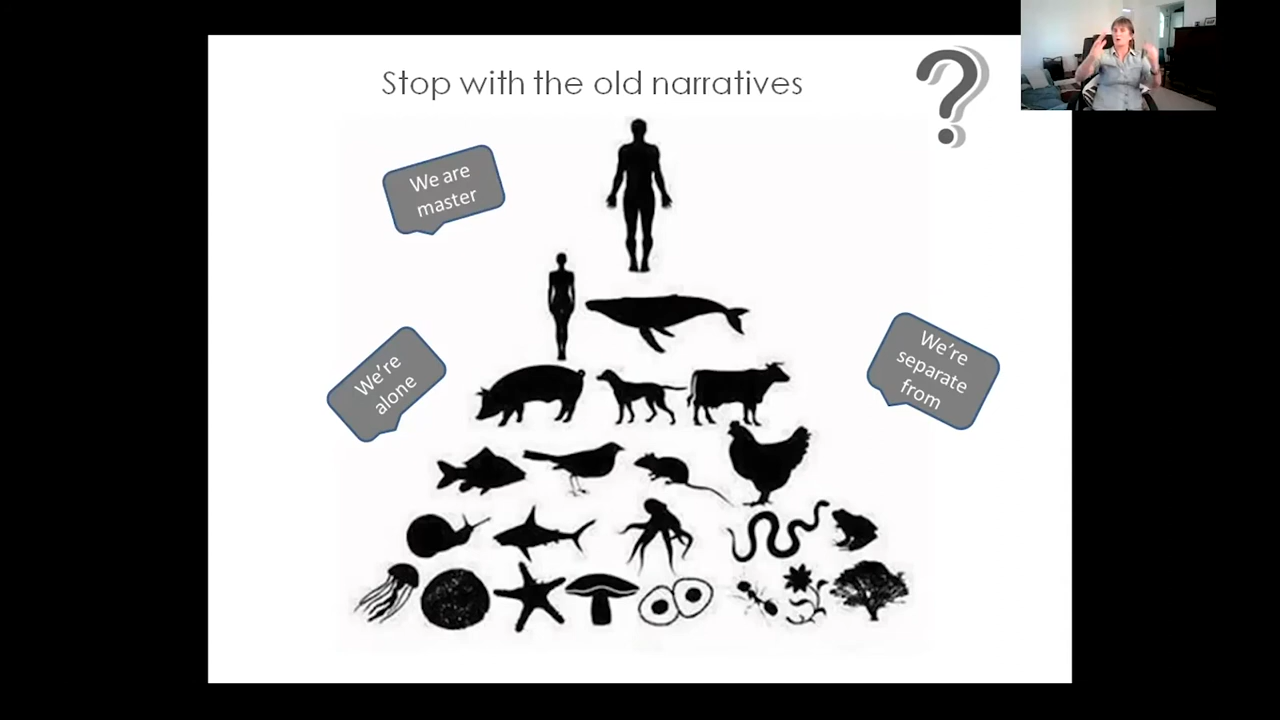 Stop with the old narratives
?
We are
master
We're
alone
We're
separate
from